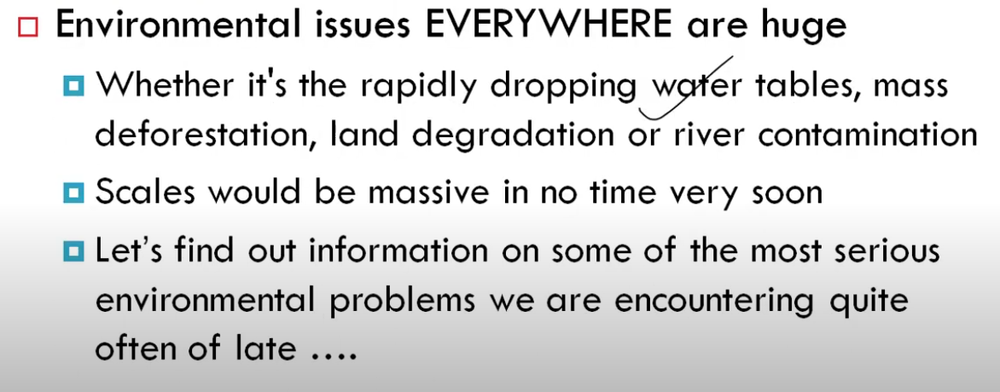 Environmental issues EVERYWHERE are huge
Whether it's the rapidly dropping water tables, mass
deforestation, land degradation or river contamination
Scales would be massive in no time very soon
Let’s find out information on some of the most serious
environmental problems we are encountering quite
often of late ....